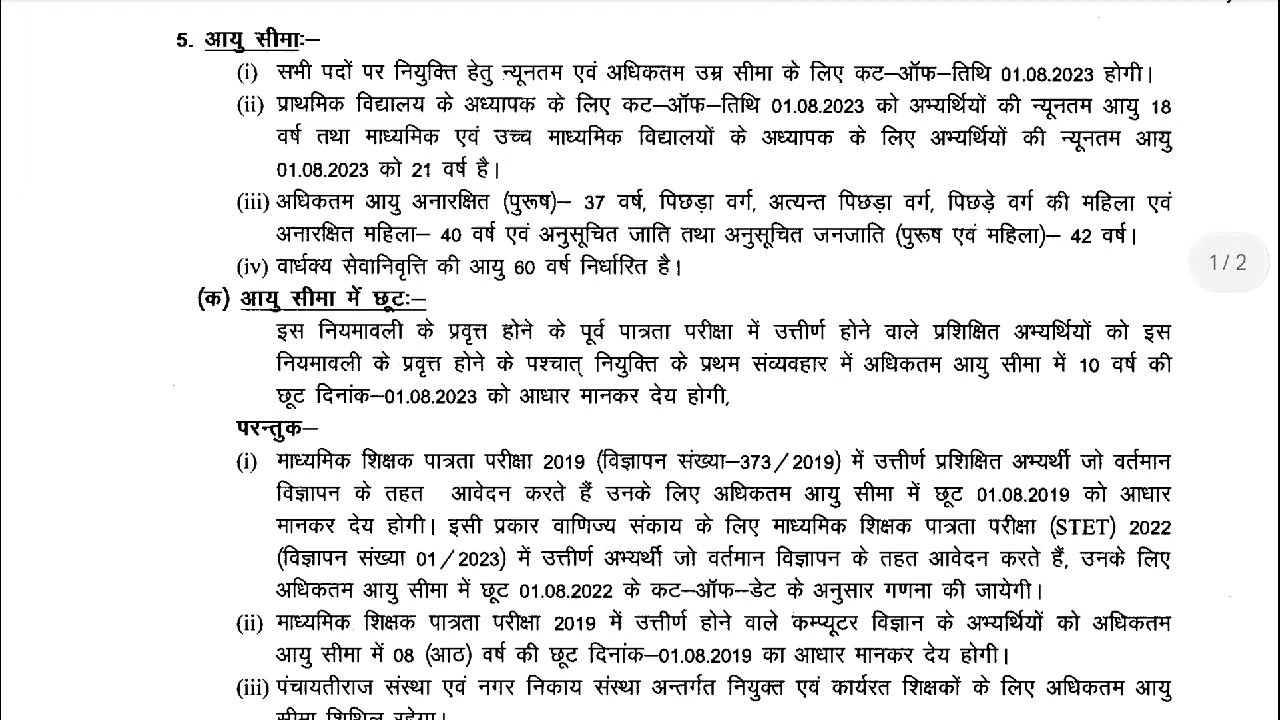 5. आयु सीमाः–
(i) सभी पदों पर नियुक्ति हेतु न्यूनतम एवं अधिकतम उम्र सीमा के लिए कट–ऑफ–तिथि 01.08.2023 होगी।
(ii) प्राथमिक विद्यालय के अध्यापक के लिए कट–ऑफ–तिथि 01.08.2023 को अभ्यर्थियों की न्यूनतम आयु 18
वर्ष तथा माध्यमिक एवं उच्च माध्यमिक विद्यालयों के अध्यापक के लिए अभ्यर्थियों की न्यूनतम आयु
01.08.2023 को 21 वर्ष है।
(iii) अधिकतम आयु अनारक्षित (पुरूष)– 37 वर्ष, पिछड़ा वर्ग, अत्यन्त पिछड़ा वर्ग, पिछड़े वर्ग की महिला एवं
अनारक्षित महिला– 40 वर्ष एवं अनुसूचित जाति तथा अनुसूचित जनजाति (पुरूष एवं महिला)– 42 वर्ष।
1/2
(iv) वार्धक्य सेवानिवृत्ति की आयु 60 वर्ष निर्धारित है।
(क) आयु सीमा में छूटः–
इस नियमावली के प्रवृत्त होने के पूर्व पात्रता परीक्षा में उत्तीर्ण होने वाले प्रशिक्षित अभ्यर्थियों को इस
नियमावली के प्रवृत्त होने के पश्चात् नियुक्ति के प्रथम संव्यवहार में अधिकतम आयु सीमा में 10 वर्ष की
छूट दिनांक–01.08.2023 को आधार मानकर देय होगी,
परन्तुक–
(i) माध्यमिक शिक्षक पात्रता परीक्षा 2019 (विज्ञापन संख्या–373/2019) में उत्तीर्ण प्रशिक्षित अभ्यर्थी जो वर्तमान
विज्ञापन के तहत आवेदन करते हैं उनके लिए अधिकतम आयु सीमा में छूट 01.08.2019 को आधार
मानकर देय होगी। इसी प्रकार वाणिज्य संकाय के लिए माध्यमिक शिक्षक पात्रता परीक्षा (STET) 2022
(विज्ञापन संख्या 01/2023) में उत्तीर्ण अभ्यर्थी जो वर्तमान विज्ञापन के तहत आवेदन करते हैं, उनके लिए
अधिकतम आयु सीमा में छूट 01.08.2022 के कट–ऑफ–डेट के अनुसार गणना की जायेगी।
(ii) माध्यमिक शिक्षक पात्रता परीक्षा 2019 में उत्तीर्ण होने वाले कम्प्यूटर विज्ञान के अभ्यर्थियों को अधिकतम
आयु सीमा में 08 (आठ) वर्ष की छूट दिनांक–01.08.2019 का आधार मानकर देय होगी।
(iii) पंचायतीराज संस्था एवं नगर निकाय संस्था अन्तर्गत नियुक्त एवं कार्यरत शिक्षकों के लिए अधिकतम आयु
सीमा शिथिल रहेगा।